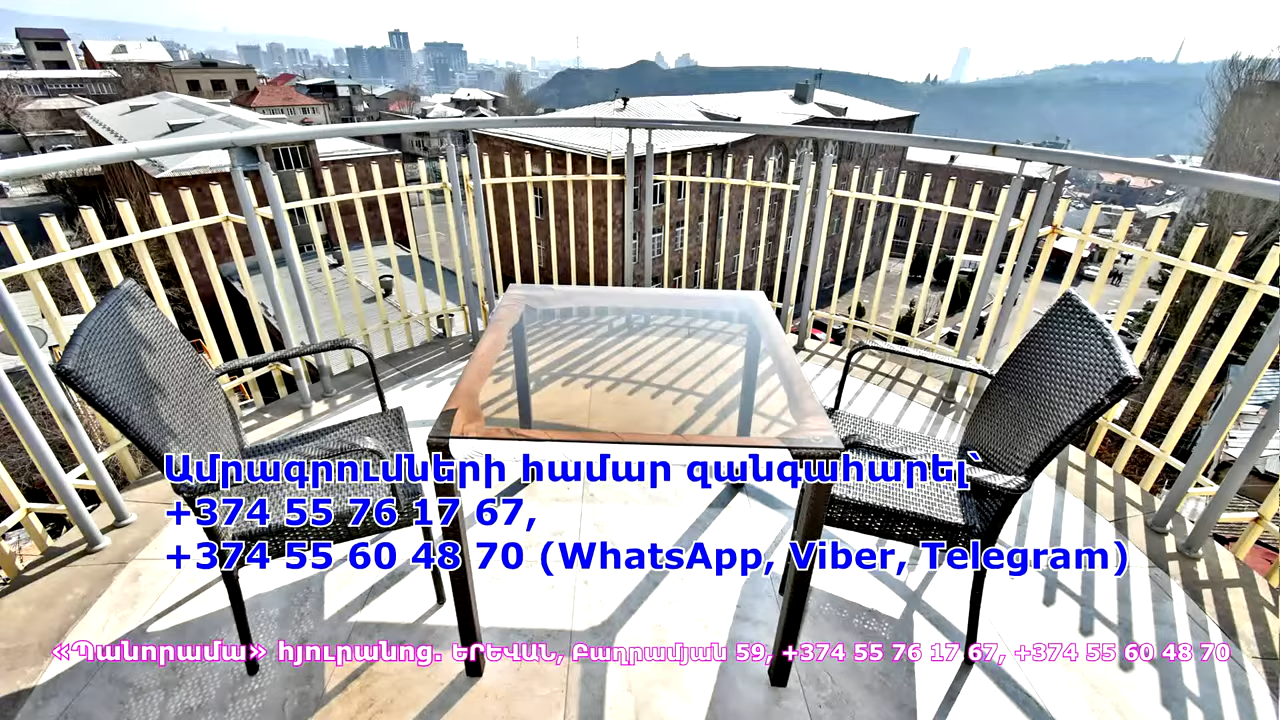 Ամրագրումների համար զանգահարել՝
+374 55 76 17 67,
+374 55 60 48 70 (WhatsApp, Viber, Telegram)
«Պանորամա» հյուրանոց. ԵՐԵՎԱՆ, Բաղրամյան 59, +374 55 76 17 67, +374 55 60 48 70